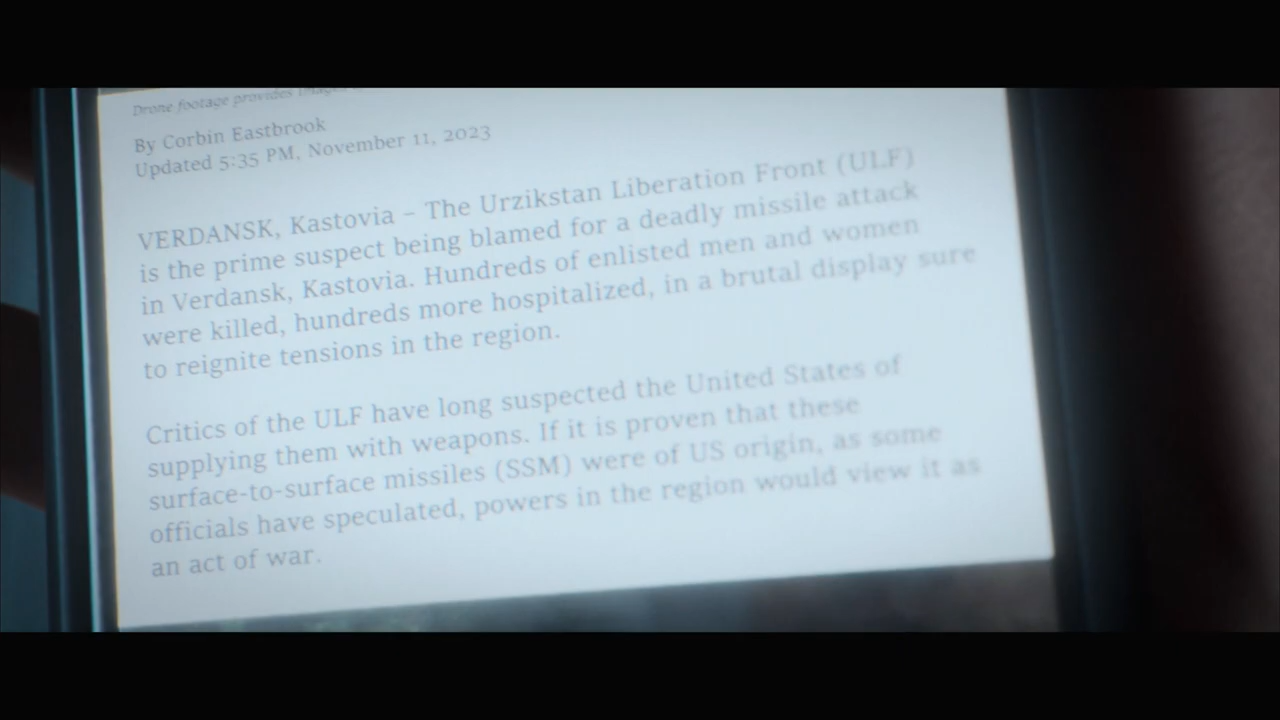 Drone footage provides images
By Corbin Eastbrook
Updated 5:35 PM, November 11, 2023
VERDANSK, Kastovia – The Urzikstan Liberation Front (ULF)
is the prime suspect being blamed for a deadly missile attack
in Verdansk, Kastovia. Hundreds of enlisted men and women
were killed, hundreds more hospitalized, in a brutal display sure
to reignite tensions in the region.
Critics of the ULF have long suspected the United States of
supplying them with weapons. If it is proven that these
surface-to-surface missiles (SSM) were of US origin, as some
officials have speculated, powers in the region would view it as
an act of war.